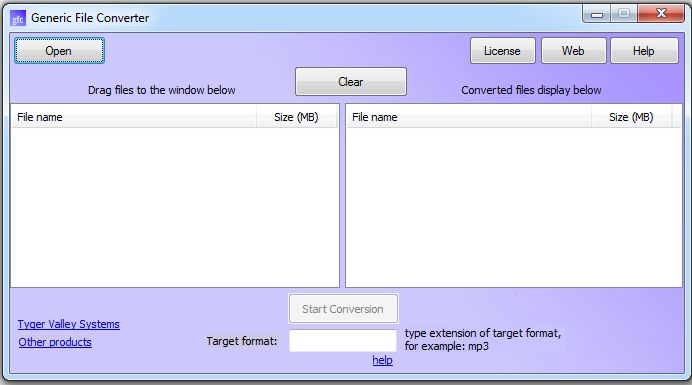 gfc Generic File Converter
Open
License Web Help
Clear
Drag files to the window below
Converted files display below
File name Size (MB)
File name Size (MB)
Start Conversion
Tyger Valley Systems
Other products
Target format:
type extension of target format,
for example: mp3
help